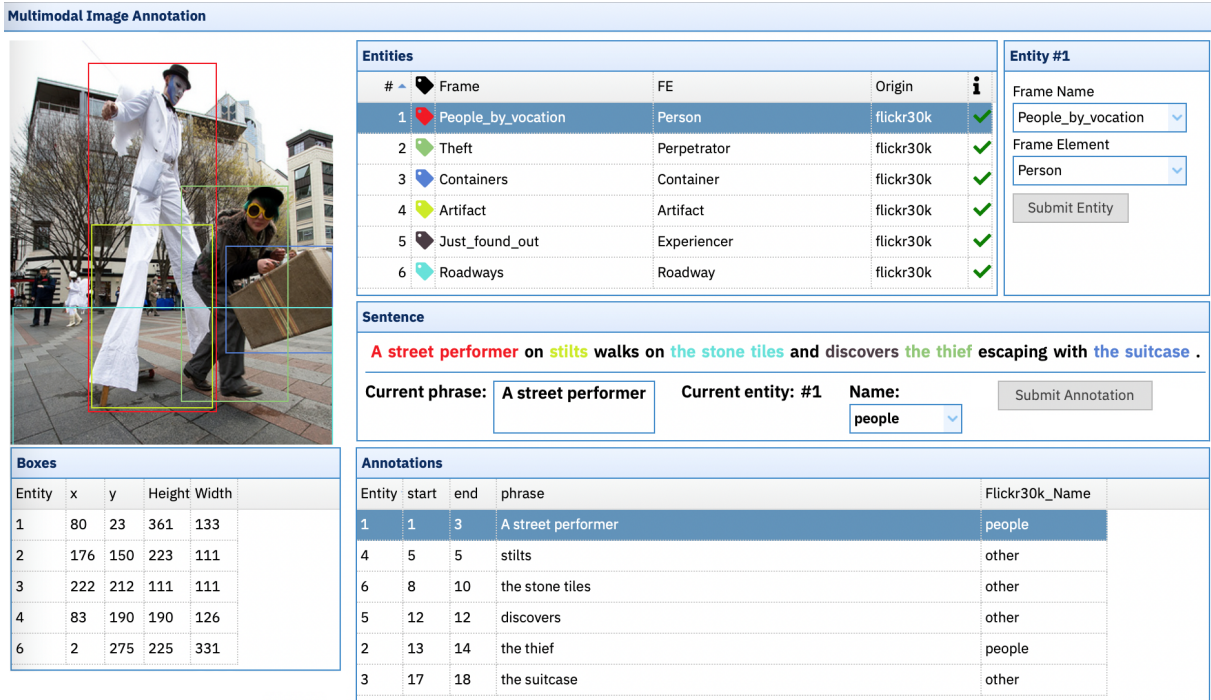 Multimodal Image Annotation
Entities
# Frame FE Origin
1 People_by_vocation Person flickr30k
2 Theft Perpetrator flickr30k
3 Containers Container flickr30k
4 Artifact Artifact flickr30k
5 Just_found_out Experiencer flickr30k
6 Roadways Roadway flickr30k
Entity #1
Frame Name
People_by_vocation
Frame Element
Person
Submit Entity
Sentence
A street performer on stilts walks on the stone tiles and discovers the thief escaping with the suitcase .
Current phrase: A street performer Current entity: #1 Name:
people
Submit Annotation
Boxes
Entity x y Height Width
1 80 23 361 133
2 176 150 223 111
3 222 212 111 111
4 83 190 190 126
6 2 275 225 331
Annotations
Entity start end phrase Flickr30k_Name
1 1 3 A street performer people
4 5 5 stilts other
6 8 10 the stone tiles other
5 12 12 discovers other
2 13 14 the thief people
3 17 18 the suitcase other